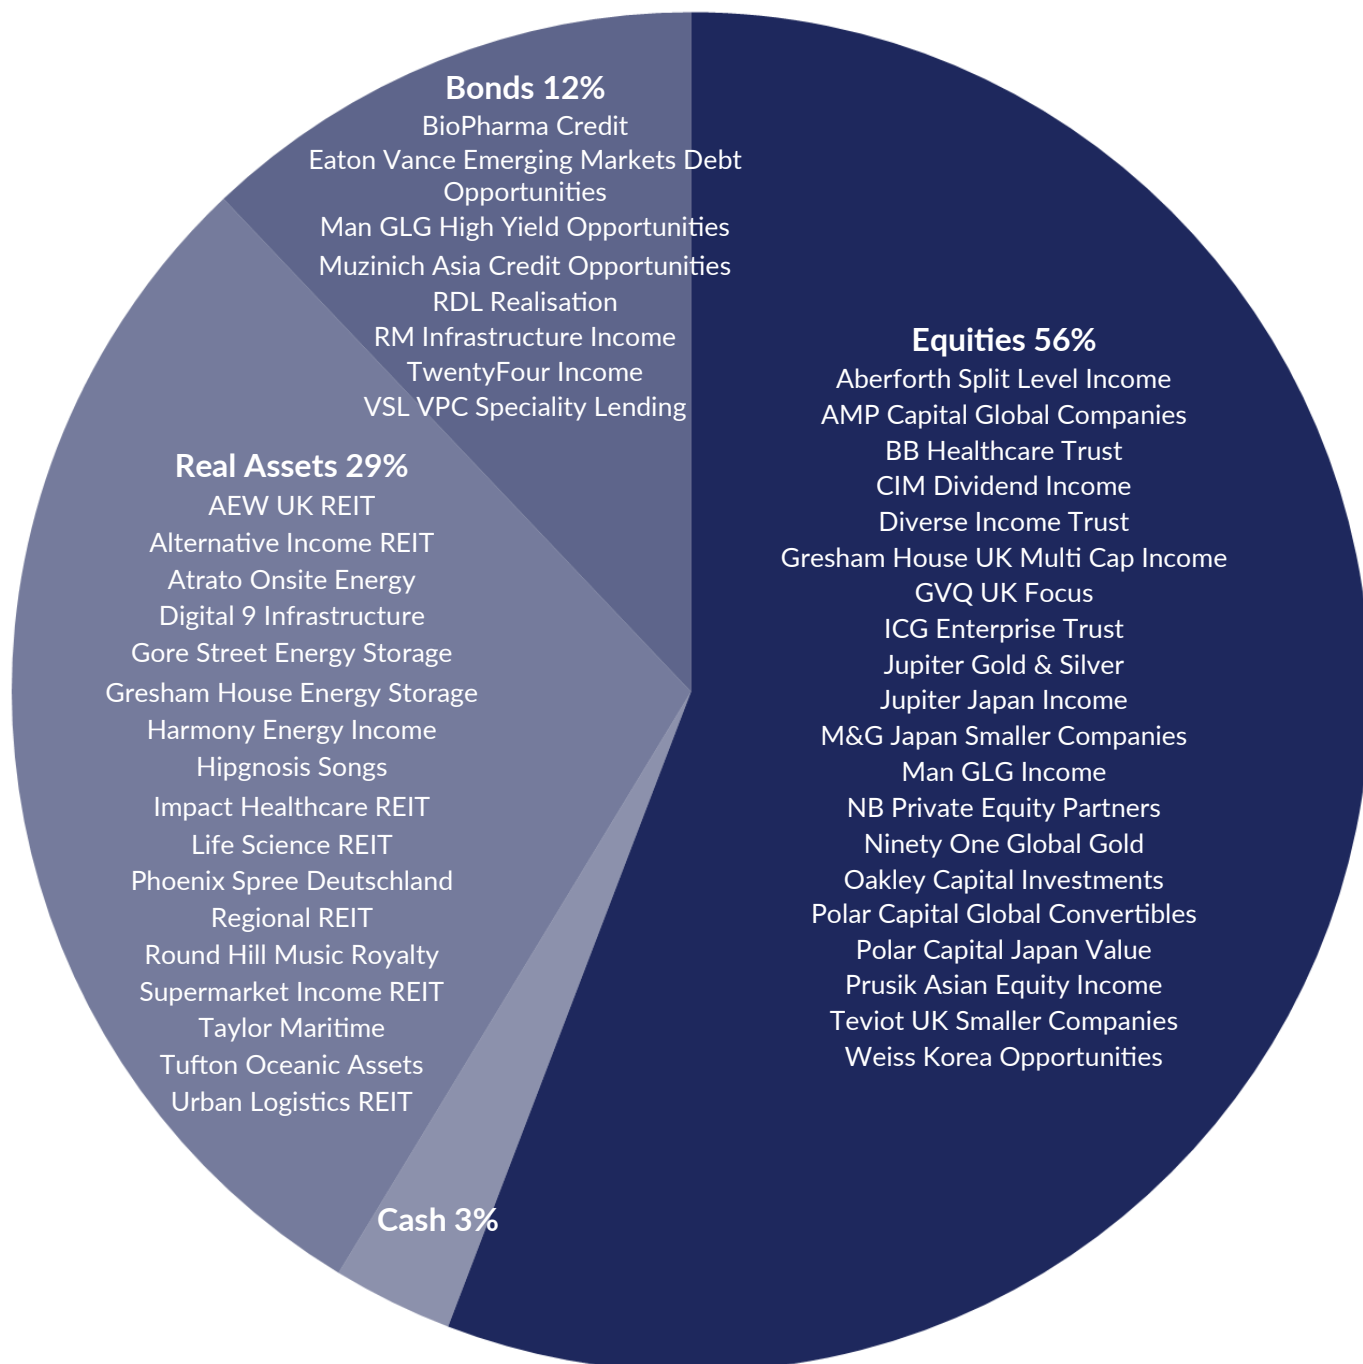 Bonds 12%
BioPharma Credit
Eaton Vance Emerging Markets Debt
Opportunities
Man GLG High Yield Opportunities
Muzinich Asia Credit Opportunities
RDL Realisation
RM Infrastructure Income
TwentyFour Income
VSL VPC Speciality Lending
Equities 56%
Aberforth Split Level Income
AMP Capital Global Companies
BB Healthcare Trust
CIM Dividend Income
Diverse Income Trust
Gresham House UK Multi Cap Income
GVQ UK Focus
ICG Enterprise Trust
Jupiter Gold & Silver
Jupiter Japan Income
M&G Japan Smaller Companies
Man GLG Income
NB Private Equity Partners
Ninety One Global Gold
Oakley Capital Investments
Polar Capital Global Convertibles
Polar Capital Japan Value
Prusik Asian Equity Income
Teviot UK Smaller Companies
Weiss Korea Opportunities
Real Assets 29%
AEW UK REIT
Alternative Income REIT
Atrato Onsite Energy
Digital 9 Infrastructure
Gore Street Energy Storage
Gresham House Energy Storage
Harmony Energy Income
Hipgnosis Songs
Impact Healthcare REIT
Life Science REIT
Phoenix Spree Deutschland
Regional REIT
Round Hill Music Royalty
Supermarket Income REIT
Taylor Maritime
Tufton Oceanic Assets
Urban Logistics REIT
Cash 3%